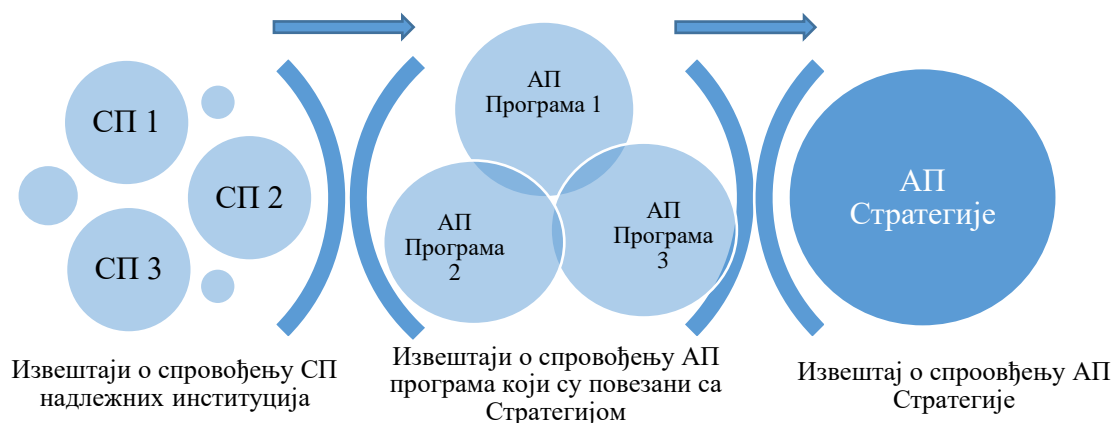 СП 1
СП 2
СП 3
Извештаји о спровођењу СП
надлежних институција
АП
Програма 1
АП
Програма
2
АП
Програма
3
Извештаји о спровођењу АП
програма који су повезани са
Стратегијом
АП
Стратегије
Извештај о спроовђењу АП
Стратегије